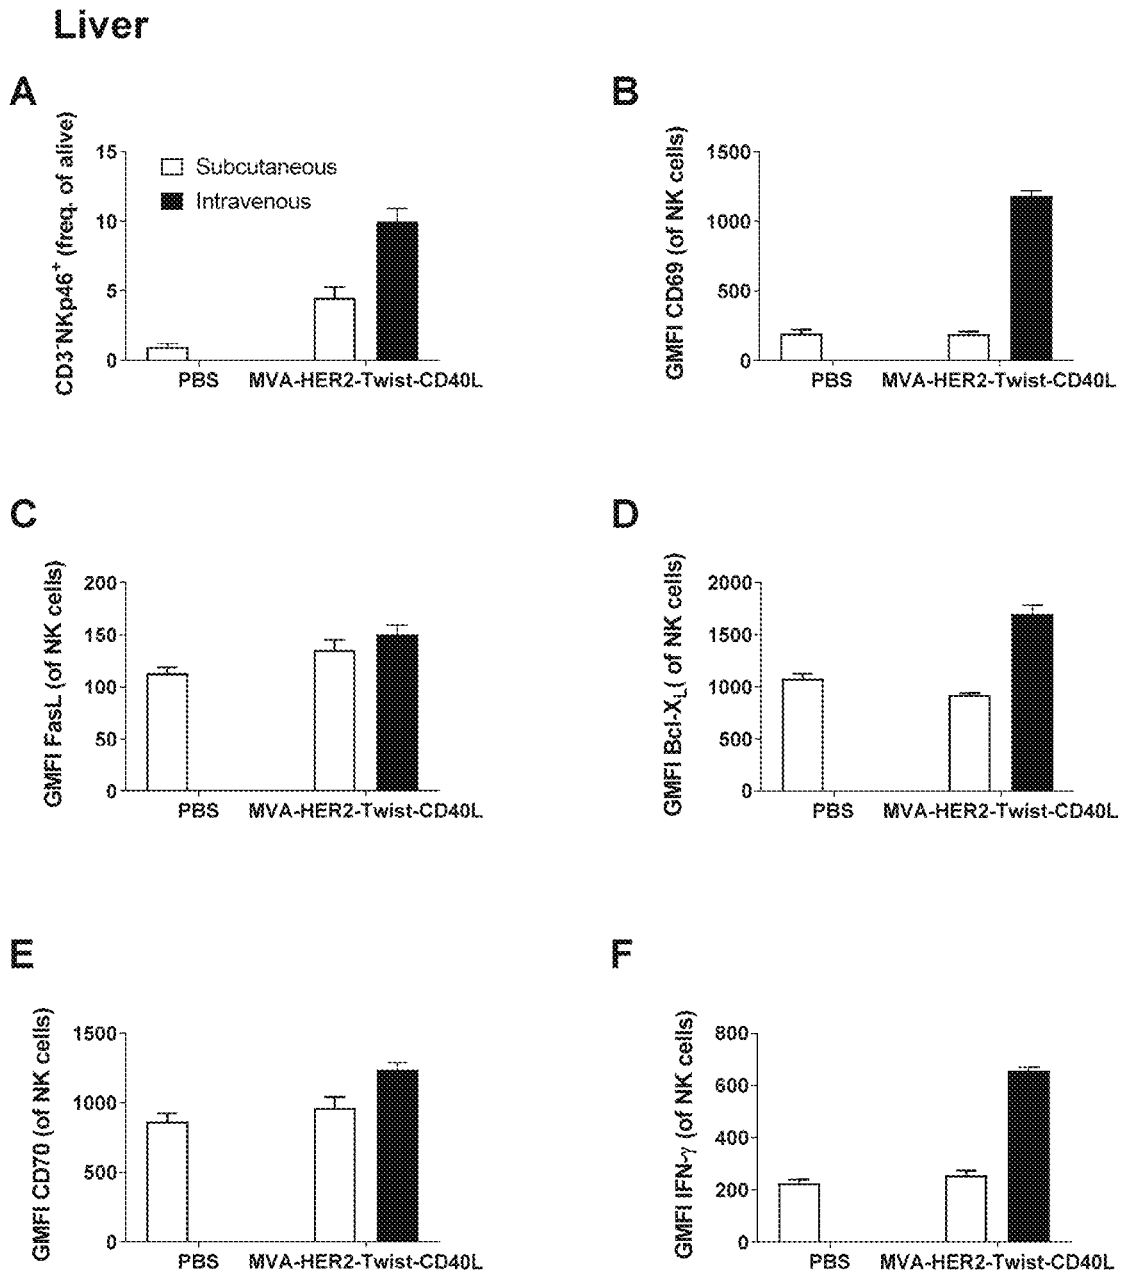 Liver
A
CD3⁻NKp46⁺ (freq. of alive)
15
10
5
0
Subcutaneous
Intravenous
PBS
MVA-HER2-Twist-CD40L
B
GMFI CD69 (of NK cells)
1500
1000
500
0
PBS
MVA-HER2-Twist-CD40L
C
GMFI FasL (of NK cells)
200
150
100
50
0
PBS
MVA-HER2-Twist-CD40L
D
GMFI Bcl-X_L( of NK cells)
2000
1500
1000
500
0
PBS
MVA-HER2-Twist-CD40L
E
GMFI CD70 (of NK cells)
1500
1000
500
0
PBS
MVA-HER2-Twist-CD40L
F
GMFI IFN-γ (of NK cells)
800
600
400
200
0
PBS
MVA-HER2-Twist-CD40L